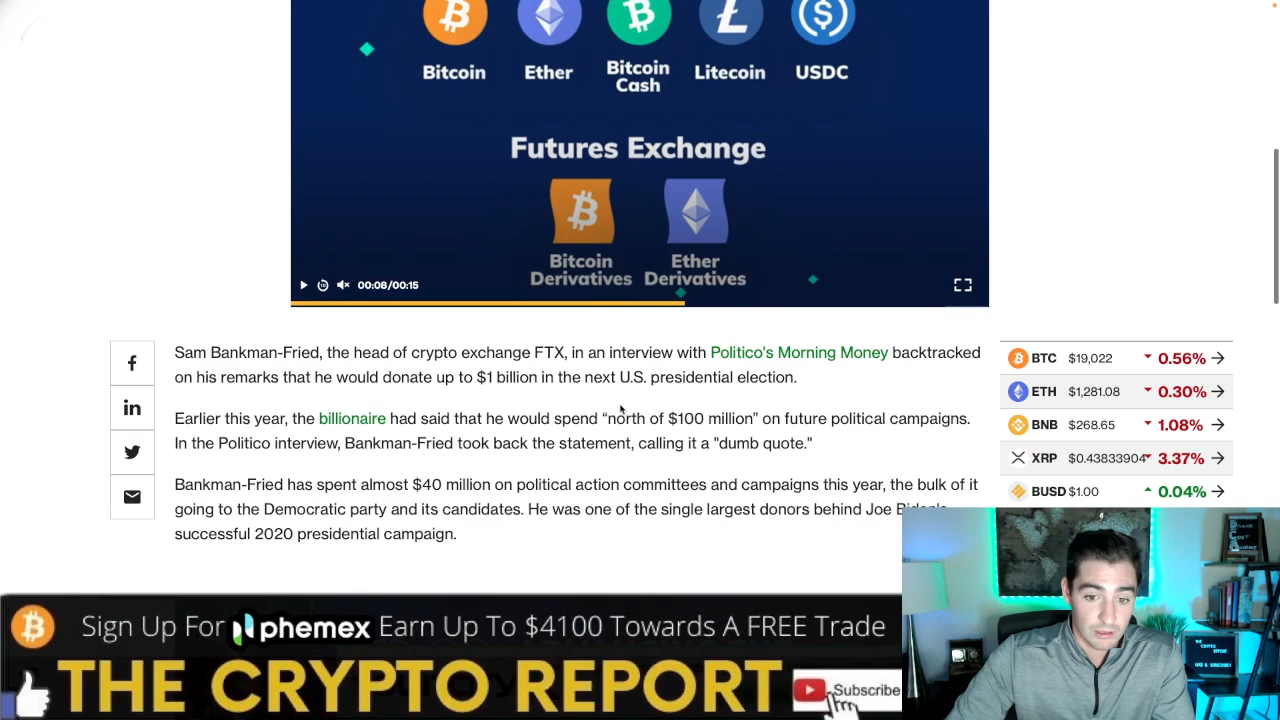 Bitcoin
Ether
Bitcoin
Cash
Litecoin
USDC
Futures Exchange
Bitcoin
Derivatives
Ether
Derivatives
00:08/00:15
Sam Bankman-Fried, the head of crypto exchange FTX, in an interview with Politico's Morning Money backtracked
on his remarks that he would donate up to $1 billion in the next U.S. presidential election.
Earlier this year, the billionaire had said that he would spend “north of $100 million” on future political campaigns.
In the Politico interview, Bankman-Fried took back the statement, calling it a "dumb quote."
Bankman-Fried has spent almost $40 million on political action committees and campaigns this year, the bulk of it
going to the Democratic party and its candidates. He was one of the single largest donors behind Joe Biden's
successful 2020 presidential campaign.
BTC $19,022 0.56%
ETH $1,281.08 0.30%
BNB $268.65 1.08%
XRP $0.43833904 3.37%
BUSD $1.00 0.04%
Sign Up For phemex Earn Up To $4100 Towards A FREE Trade
THE CRYPTO REPORT
Subscribe
THE
CRYPTO
REPORT
LIKE & SUBSCRIBE